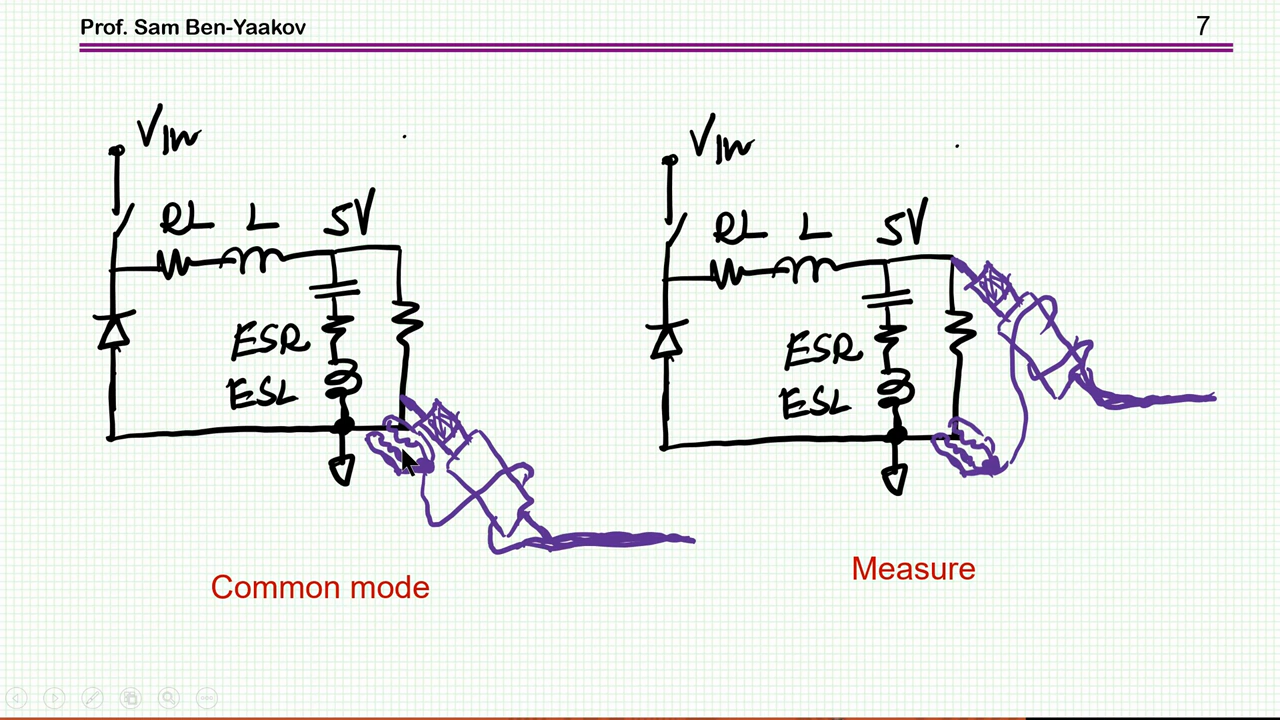 Prof. Sam Ben-Yaakov
7
VIN
RL L 5V
ESR
ESL
Common mode
VIN
RL L 5V
ESR
ESL
Measure